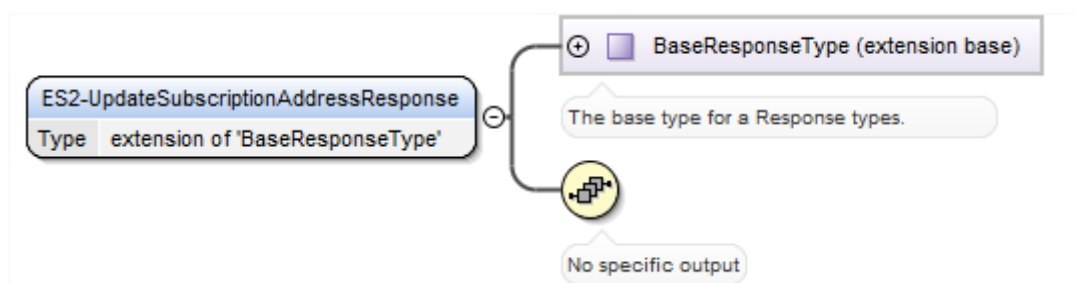 BaseResponseType (extension base)
ES2-UpdateSubscriptionAddressResponse
Type extension of 'BaseResponseType'
The base type for a Response types.
No specific output